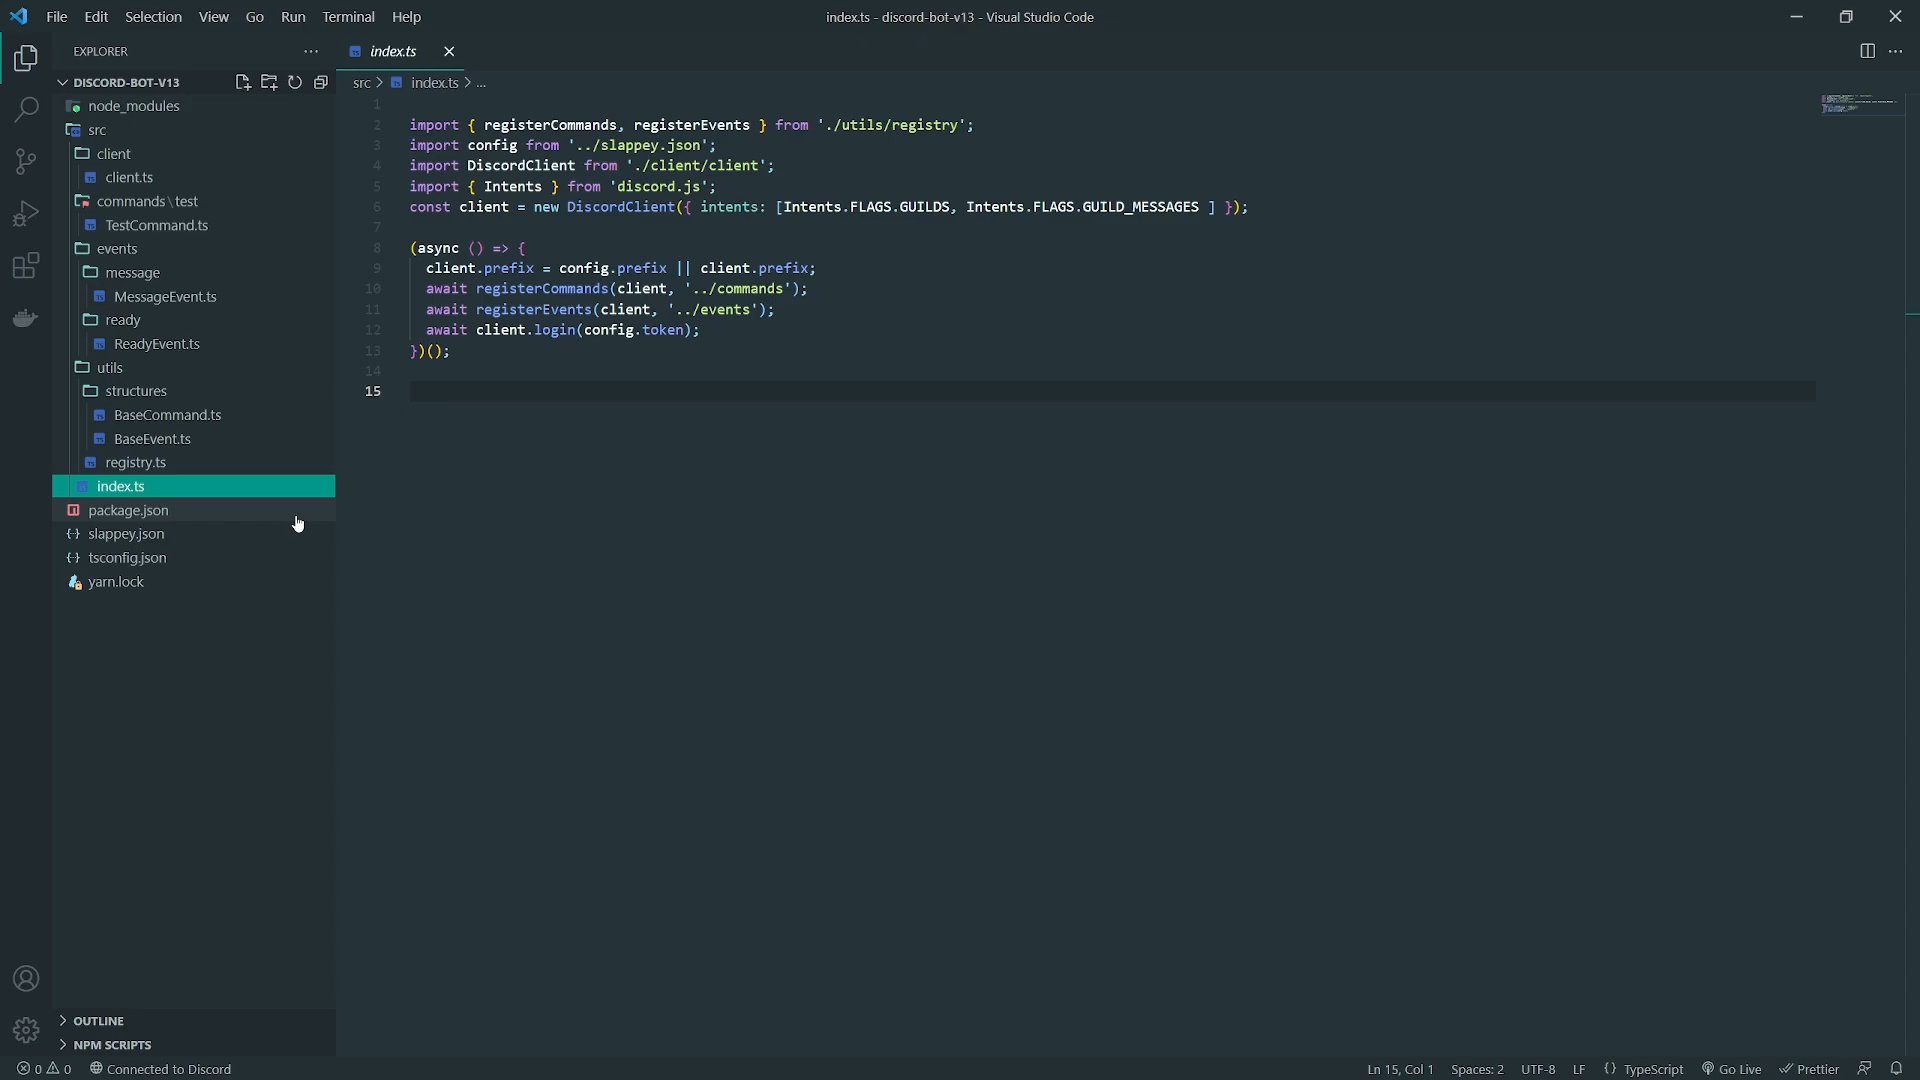 File Edit Selection View Go Run Terminal Help
index.ts - discord-bot-v13 - Visual Studio Code
EXPLORER
DISCORD-BOT-V13
node_modules
src
client
client.ts
commands\test
TestCommand.ts
events
message
MessageEvent.ts
ready
ReadyEvent.ts
utils
structures
BaseCommand.ts
BaseEvent.ts
registry.ts
index.ts
package.json
slappey.json
tsconfig.json
yarn.lock
OUTLINE
NPM SCRIPTS
index.ts
src > index.ts > ...
1
2 import { registerCommands, registerEvents } from './utils/registry';
3 import config from '../slappey.json';
4 import DiscordClient from './client/client';
5 import { Intents } from 'discord.js';
6 const client = new DiscordClient({ intents: [Intents.FLAGS.GUILDS, Intents.FLAGS.GUILD_MESSAGES ] });
7
8 (async () => {
9 client.prefix = config.prefix || client.prefix;
10 await registerCommands(client, '../commands');
11 await registerEvents(client, '../events');
12 await client.login(config.token);
13 })();
14
15
0 0 Connected to Discord
Ln 15, Col 1 Spaces: 2 UTF-8 LF {} TypeScript Go Live Prettier